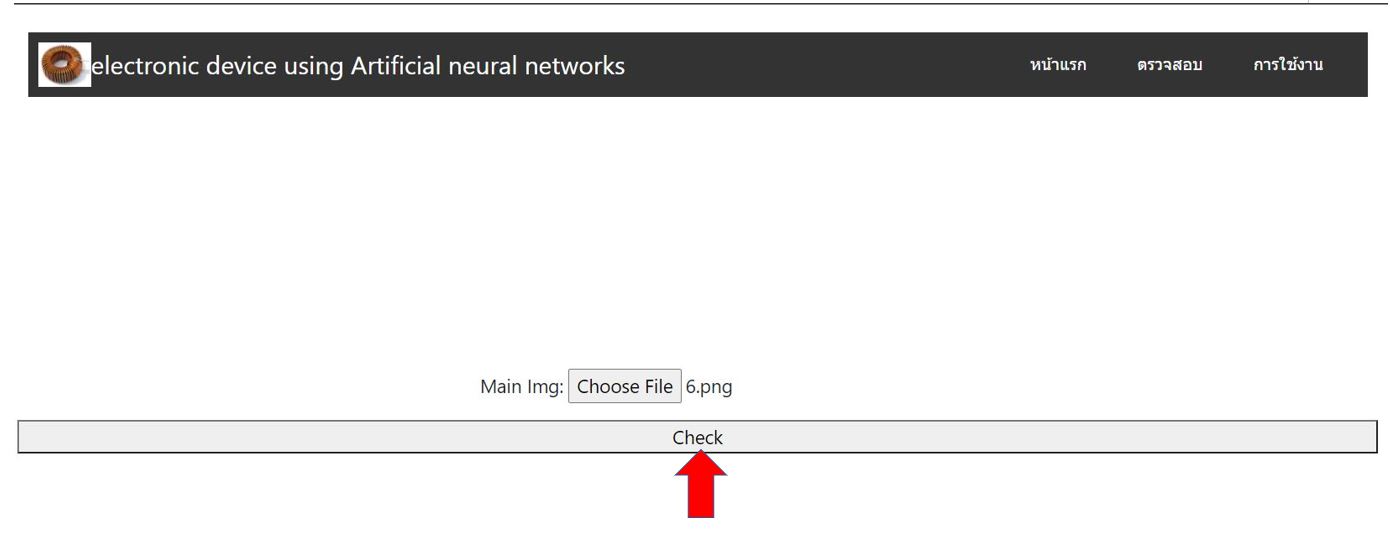 electronic device using Artificial neural networks หน้าแรก ตรวจสอบ การใช้งาน
Main Img: Choose File 6.png
Check